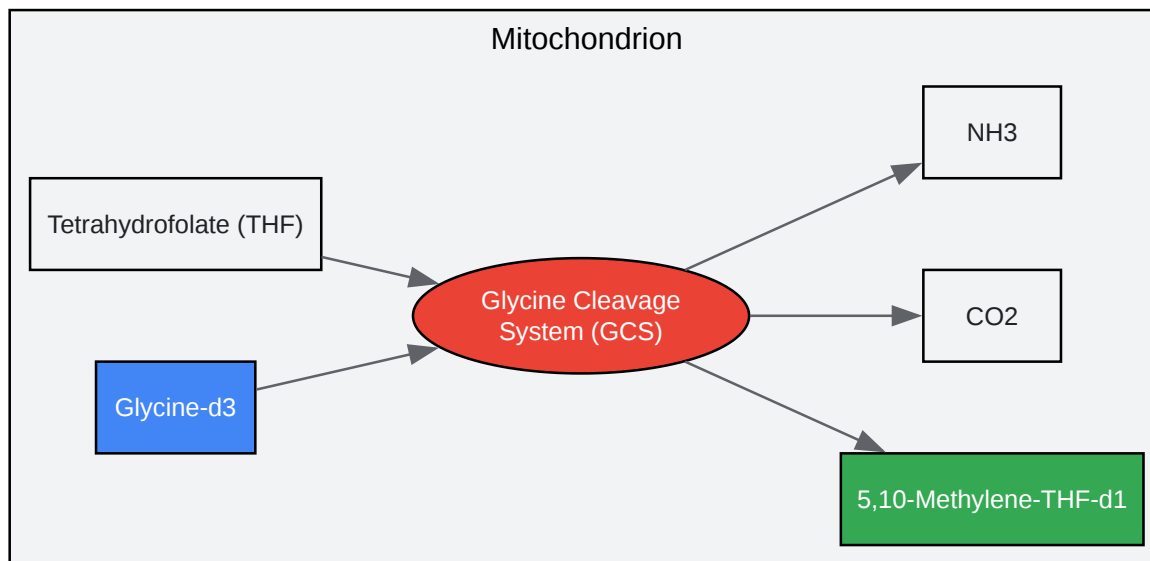 Mitochondrion
NH3
Tetrahydrofolate (THF)
Glycine Cleavage
System (GCS)
CO2
Glycine-d3
5,10-Methylene-THF-d1